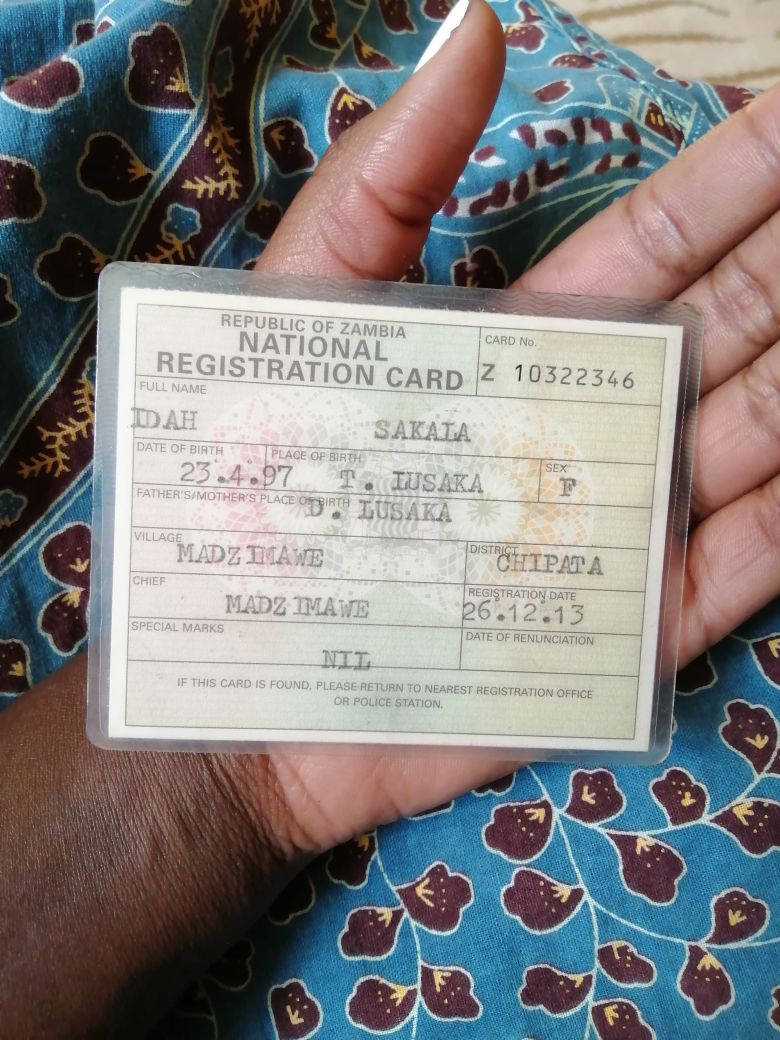 REPUBLIC OF ZAMBIA
NATIONAL
REGISTRATION CARD
CARD No.
Z 10322346
FULL NAME
IDAH SAKALA
DATE OF BIRTH
23.4.97
PLACE OF BIRTH
T. LUSAKA
SEX
F
FATHER'S/MOTHER'S PLACE OF BIRTH
D. LUSAKA
VILLAGE
MADZIMAWE
DISTRICT
CHIPATA
CHIEF
MADZIMAWE
REGISTRATION DATE
26.12.13
SPECIAL MARKS
NIL
DATE OF RENUNCIATION
IF THIS CARD IS FOUND, PLEASE RETURN TO NEAREST REGISTRATION OFFICE
OR POLICE STATION.